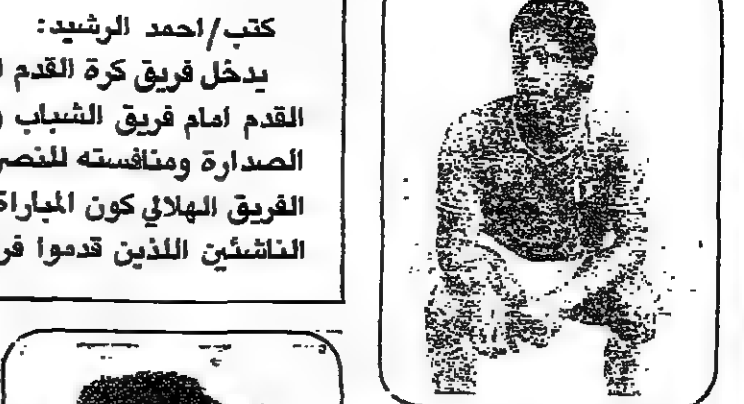 كتب/احمد الرشيد:
يدخل فريق كرة القدم
القدم امام فريق الشباب
الصدارة ومنافسته للنصر
الفريق الهلالي كون المباراة
الناشئين اللذين قدموا